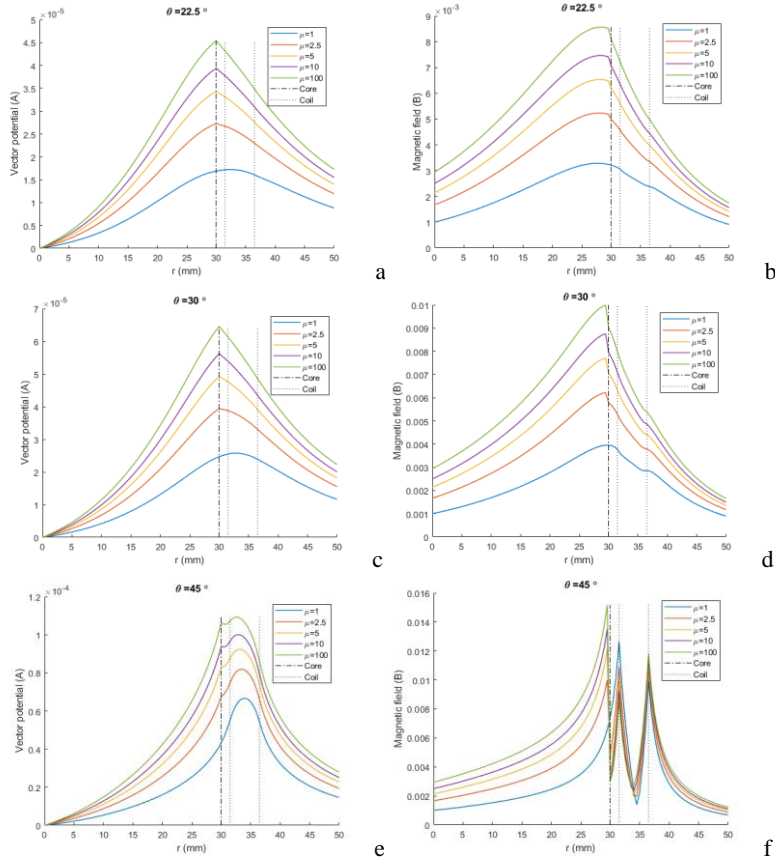 θ =22.5 °
×10⁻⁵
5
4.5
4
3.5
3
2.5
2
1.5
1
0.5
0
Vector potential (A)
0 5 10 15 20 25 30 35 40 45 50
r (mm)
μ=1
μ=2.5
μ=5
μ=10
μ=100
Core
Coil
a
θ =22.5 °
×10⁻³
9
8
7
6
5
4
3
2
1
0
Magnetic field (B)
0 5 10 15 20 25 30 35 40 45 50
r (mm)
μ=1
μ=2.5
μ=5
μ=10
μ=100
Core
Coil
b
θ =30 °
×10⁻⁵
7
6
5
4
3
2
1
0
Vector potential (A)
0 5 10 15 20 25 30 35 40 45 50
r (mm)
μ=1
μ=2.5
μ=5
μ=10
μ=100
Core
Coil
c
θ =30 °
0.01
0.009
0.008
0.007
0.006
0.005
0.004
0.003
0.002
0.001
0
Magnetic field (B)
0 5 10 15 20 25 30 35 40 45 50
r (mm)
μ=1
μ=2.5
μ=5
μ=10
μ=100
Core
Coil
d
θ =45 °
×10⁻⁴
1.2
1
0.8
0.6
0.4
0.2
0
Vector potential (A)
0 5 10 15 20 25 30 35 40 45 50
r (mm)
μ=1
μ=2.5
μ=5
μ=10
μ=100
Core
Coil
e
θ =45 °
0.016
0.014
0.012
0.01
0.008
0.006
0.004
0.002
0
Magnetic field (B)
0 5 10 15 20 25 30 35 40 45 50
r (mm)
μ=1
μ=2.5
μ=5
μ=10
μ=100
Core
Coil
f